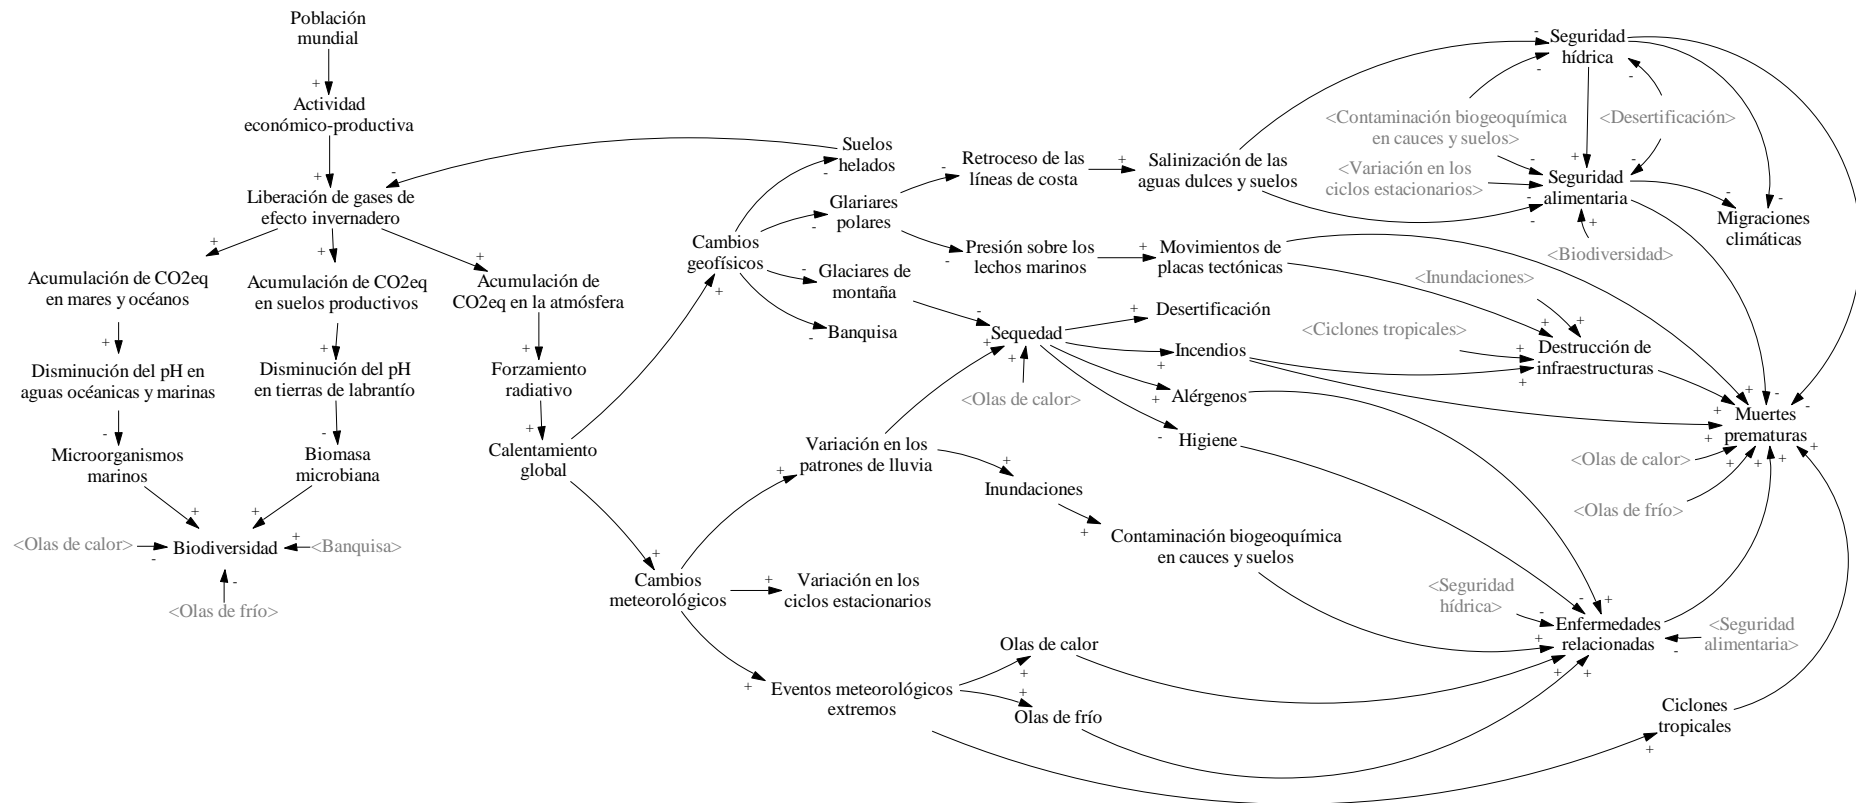 Población
mundial
Actividad
económico-productiva
Liberación de gases de
efecto invernadero
Acumulación de CO2eq
en mares y océanos
Acumulación de CO2eq
en suelos productivos
Acumulación de
CO2eq en la atmósfera
Disminución del pH en
aguas océanicas y marinas
Disminución del pH
en tierras de labrantío
Forzamiento
radiativo
Microorganismos
marinos
Biomasa
microbiana
Calentamiento
global
<Olas de calor>
Biodiversidad
<Banquisa>
<Olas de frío>
Cambios
geofísicos
Suelos
helados
Glariares
polares
Glaciares de
montaña
Banquisa
Retroceso de las
líneas de costa
Salinización de las
aguas dulces y suelos
Presión sobre los
lechos marinos
Movimientos de
placas tectónicas
Sequedad
<Olas de calor>
Desertificación
Incendios
Alérgenos
Higiene
Variación en los
patrones de lluvia
Inundaciones
Contaminación biogeoquímica
en cauces y suelos
Cambios
meteorológicos
Variación en los
ciclos estacionarios
Eventos meteorológicos
extremos
Olas de calor
Olas de frío
Ciclones
tropicales
Seguridad
hídrica
<Contaminación biogeoquímica
en cauces y suelos>
<Desertificación>
<Variación en los
ciclos estacionarios>
Seguridad
alimentaria
Migraciones
climáticas
<Biodiversidad>
<Inundaciones>
<Ciclones tropicales>
Destrucción de
infraestructuras
Muertes
prematuras
<Olas de calor>
<Olas de frío>
<Seguridad
hídrica>
Enfermedades
relacionadas
<Seguridad
alimentaria>